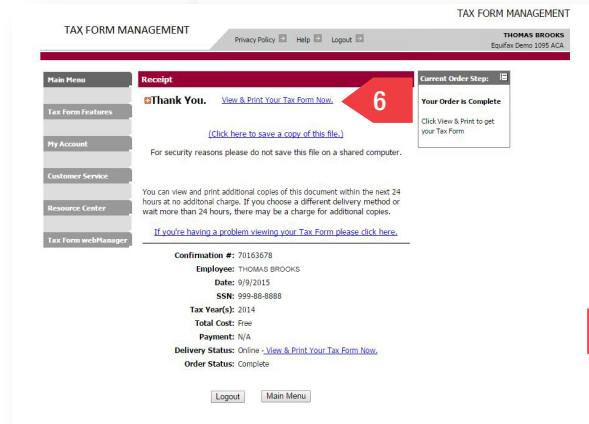 TAX FORM MANAGEMENT
TAX FORM MANAGEMENT
Privacy Policy Help Logout
THOMAS BROOKS
Equifax Demo 1095 ACA
Main Menu
Tax Form Features
My Account
Customer Service
Resource Center
Tax Form webManager
Receipt
Thank You. View & Print Your Tax Form Now.
6
(Click here to save a copy of this file.)
For security reasons please do not save this file on a shared computer.
You can view and print additional copies of this document within the next 24
hours at no additonal charge. If you choose a different delivery method or
wait more than 24 hours, there may be a charge for additional copies.
If you're having a problem viewing your Tax Form please click here.
Confirmation #: 70163678
Employee: THOMAS BROOKS
Date: 9/9/2015
SSN: 999-88-8888
Tax Year(s): 2014
Total Cost: Free
Payment: N/A
Delivery Status: Online - View & Print Your Tax Form Now.
Order Status: Complete
Logout Main Menu
Current Order Step:
Your Order is Complete
Click View & Print to get
your Tax Form